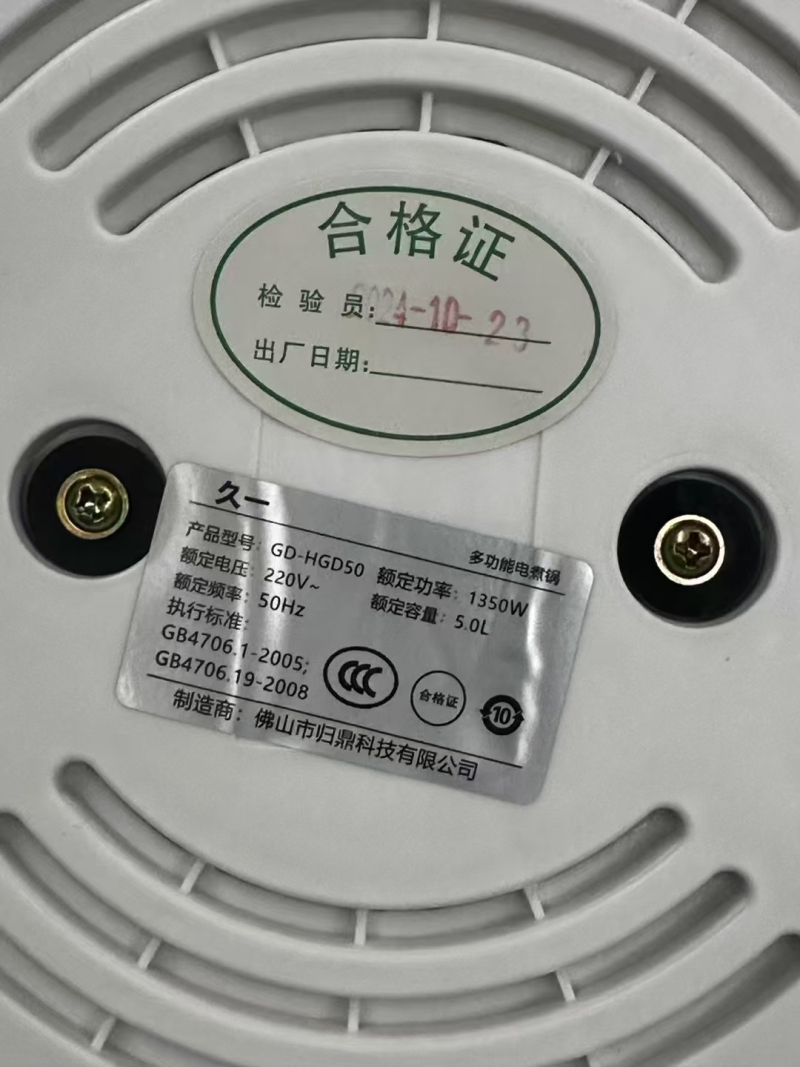 合格证
检验员: 2024-10-23
出厂日期:
久一
多功能电煮锅
产品型号: GD-HGD50 额定功率: 1350W
额定电压: 220V~ 额定容量: 5.0L
额定频率: 50Hz
执行标准:
GB4706.1-2005;
GB4706.19-2008
CCC
合格证
10
制造商: 佛山市归鼎科技有限公司